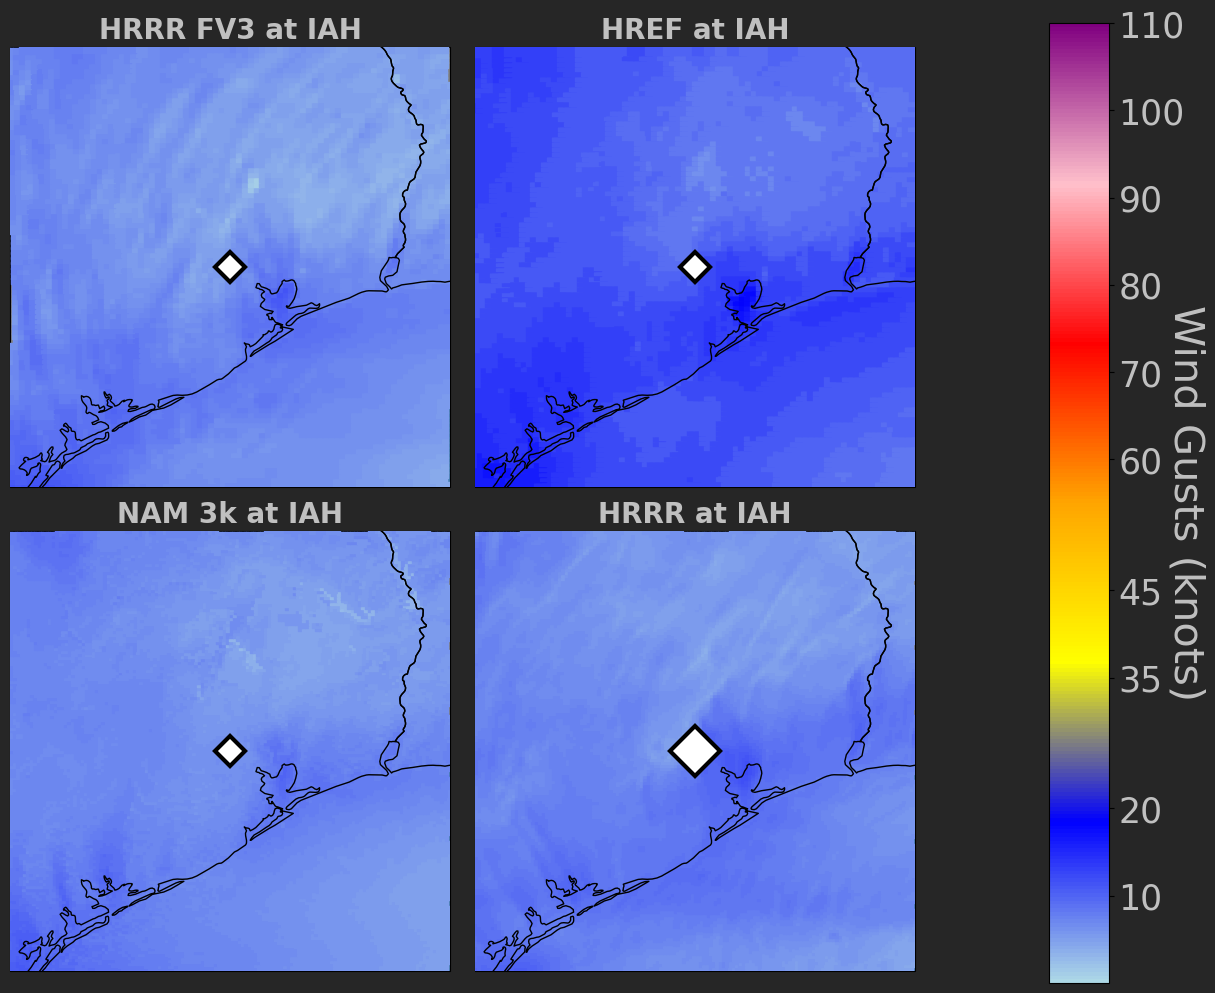 HRRR FV3 at IAH
HREF at IAH
NAM 3k at IAH
HRRR at IAH
110
100
90
80
70
60
45
35
20
10
Wind Gusts (knots)